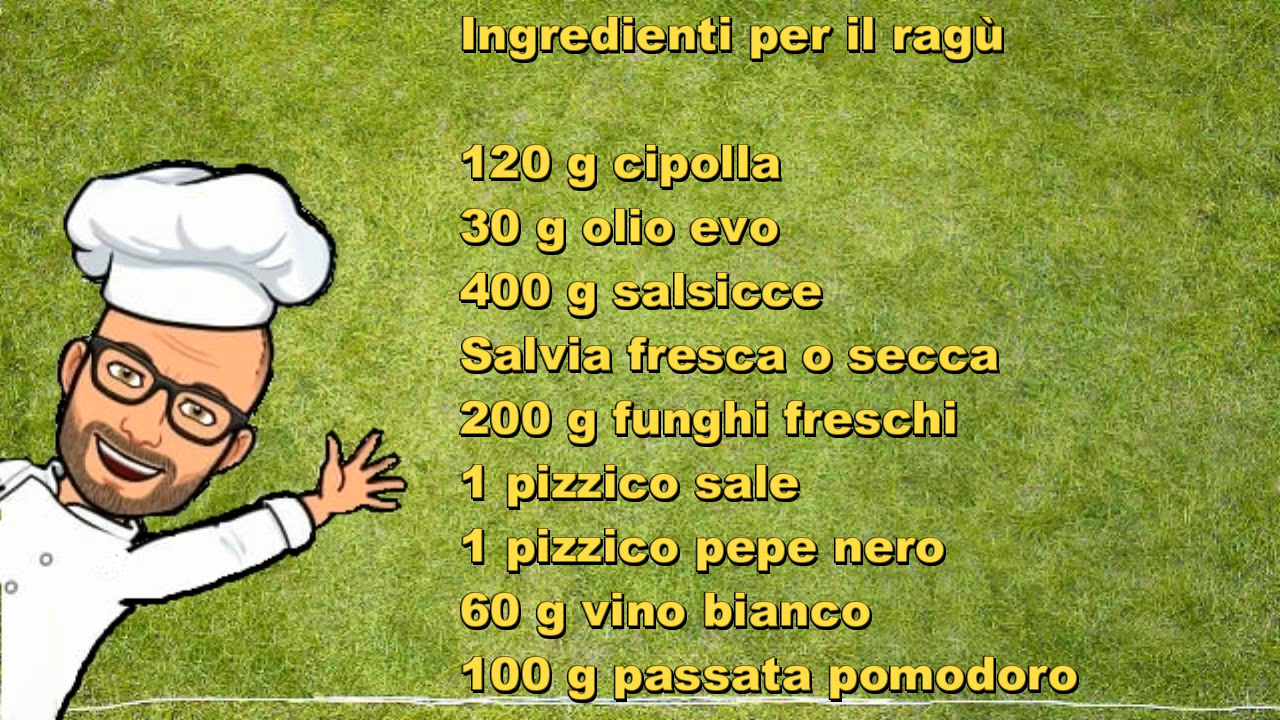 Ingredienti per il ragù
120 g cipolla
30 g olio evo
400 g salsicce
Salvia fresca o secca
200 g funghi freschi
1 pizzico sale
1 pizzico pepe nero
60 g vino bianco
100 g passata pomodoro